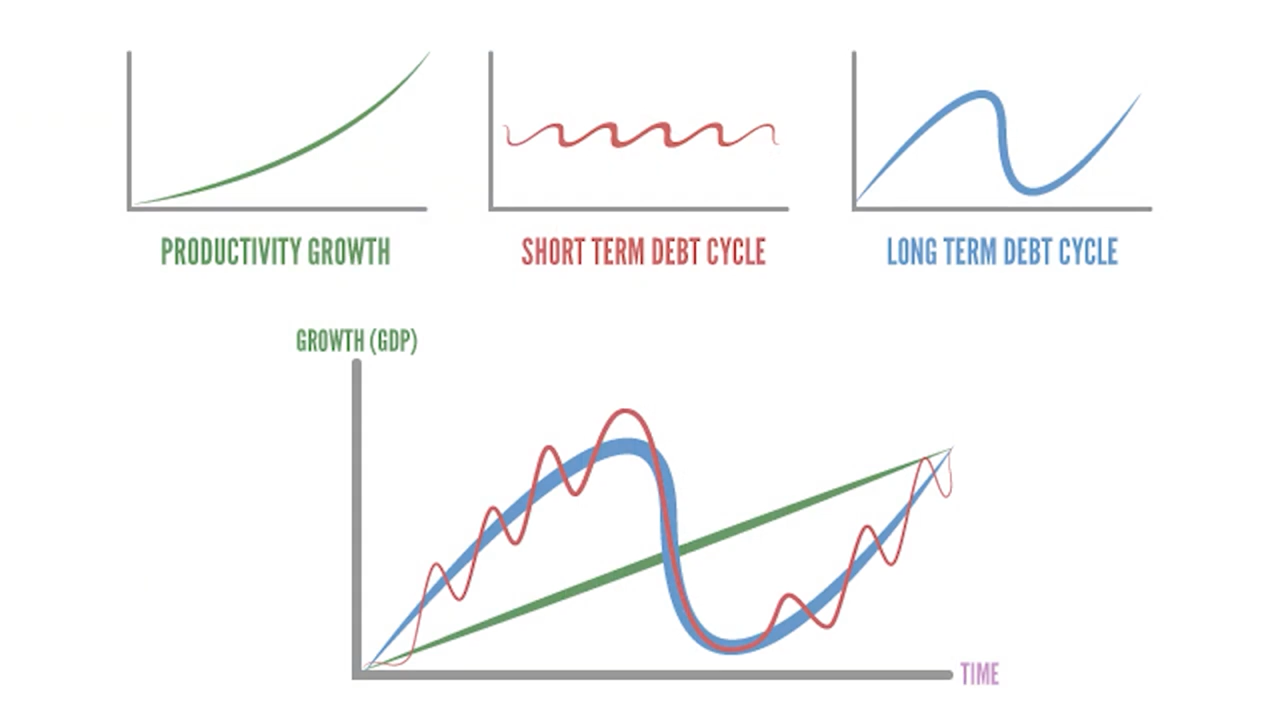 PRODUCTIVITY GROWTH
SHORT TERM DEBT CYCLE
LONG TERM DEBT CYCLE
GROWTH (GDP)
TIME